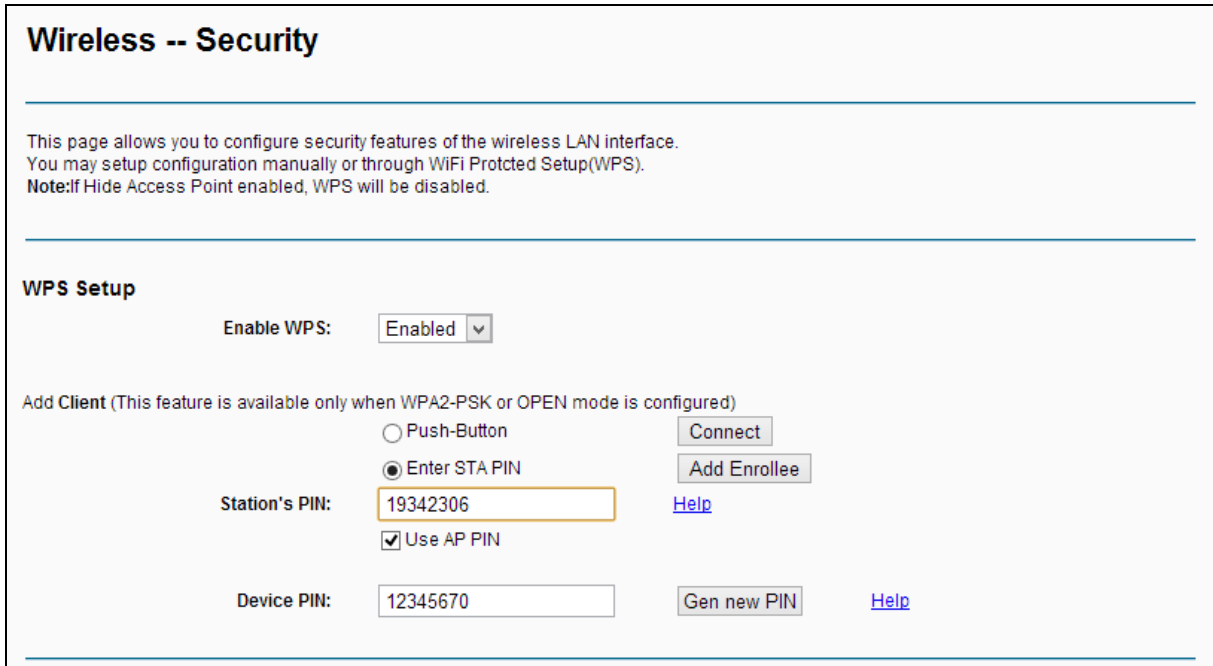 Wireless -- Security
This page allows you to configure security features of the wireless LAN interface.
You may setup configuration manually or through WiFi Protcted Setup(WPS).
Note:If Hide Access Point enabled, WPS will be disabled.
WPS Setup
Enable WPS: Enabled
Add Client (This feature is available only when WPA2-PSK or OPEN mode is configured)
Push-Button Connect
Enter STA PIN Add Enrollee
Station's PIN: 19342306 Help
Use AP PIN
Device PIN: 12345670 Gen new PIN Help